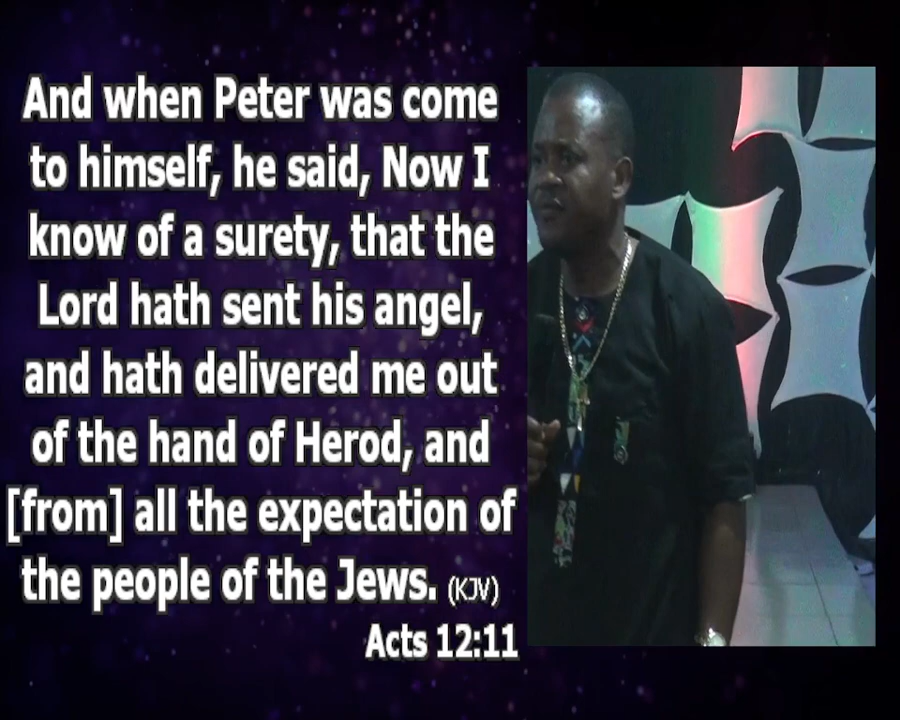 And when Peter was come
to himself, he said, Now I
know of a surety, that the
Lord hath sent his angel,
and hath delivered me out
of the hand of Herod, and
[from] all the expectation of
the people of the Jews. (KJV)
Acts 12:11